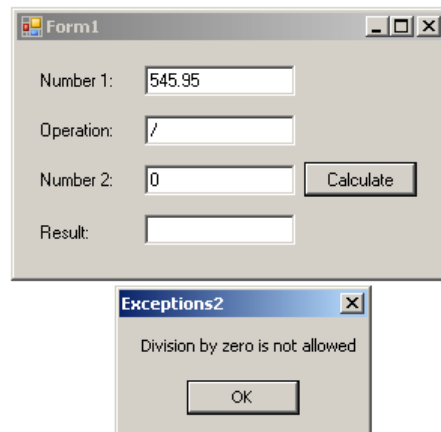 Form1
Number 1: 545.95
Operation: /
Number 2: 0 Calculate
Result:
Exceptions2
Division by zero is not allowed
OK